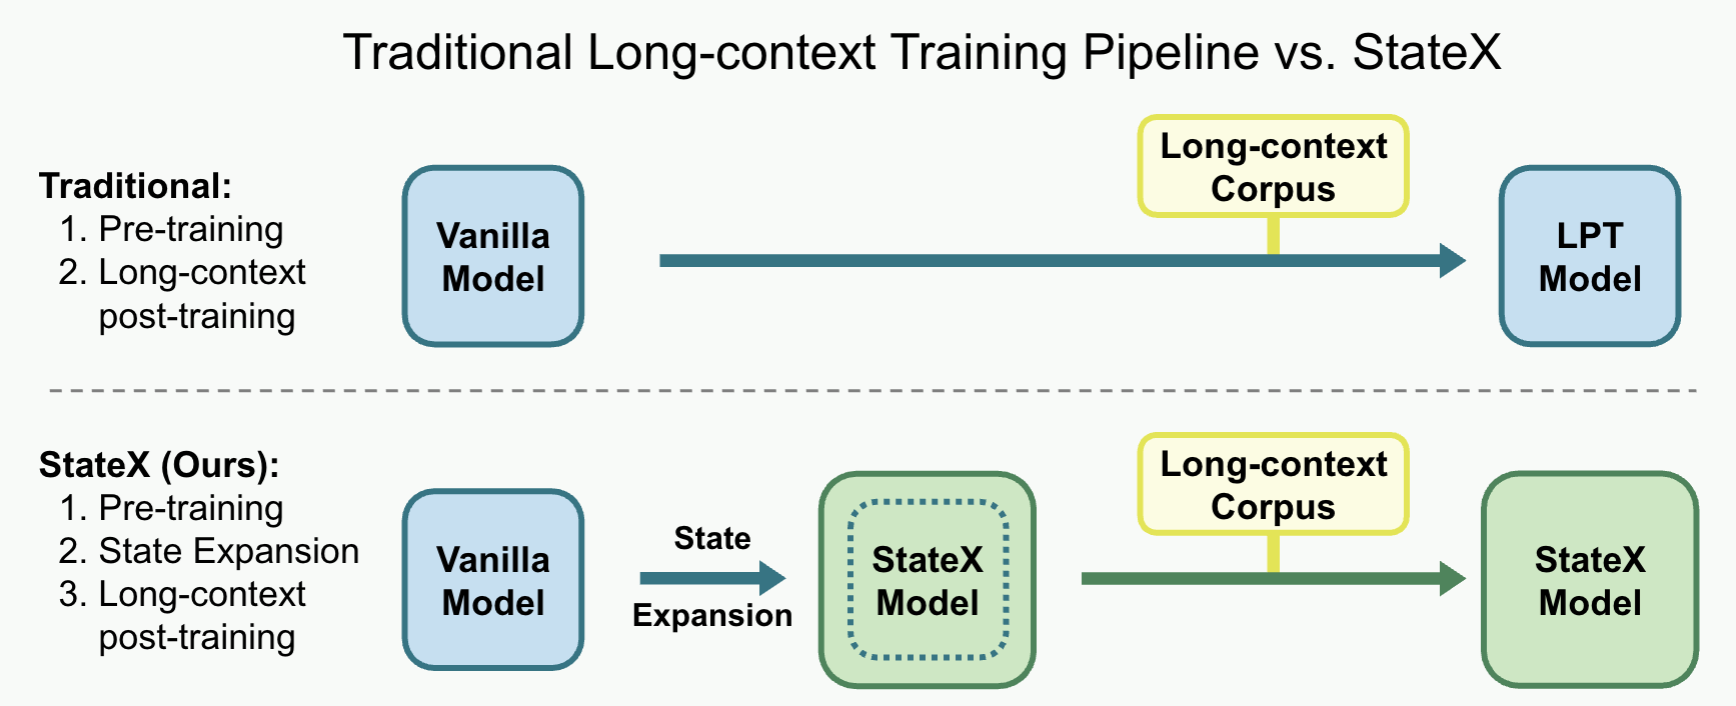 Traditional Long-context Training Pipeline vs. StateX
Traditional:
1. Pre-training
2. Long-context
post-training
Vanilla
Model
Long-context
Corpus
LPT
Model
StateX (Ours):
1. Pre-training
2. State Expansion
3. Long-context
post-training
Vanilla
Model
State
Expansion
StateX
Model
Long-context
Corpus
StateX
Model